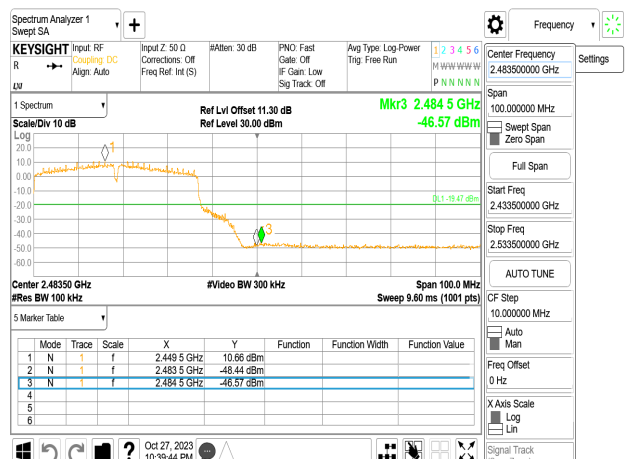 Spectrum Analyzer 1
Swept SA
Frequency
KEYSIGHT
R
LXI
Input: RF
Coupling: DC
Align: Auto
Input Z: 50 Ω
Corrections: Off
Freq Ref: Int (S)
#Atten: 30 dB
PNO: Fast
Gate: Off
IF Gain: Low
Sig Track: Off
Avg Type: Log-Power
Trig: Free Run
1 2 3 4 5 6
M W W W W W
P N N N N N
1 Spectrum
Scale/Div 10 dB
Ref Lvl Offset 11.30 dB
Ref Level 30.00 dBm
Mkr3 2.484 5 GHz
-46.57 dBm
Log
20.0
10.0
0.00
-10.0
-20.0
-30.0
-40.0
-50.0
-60.0
1
3
DL1 -19.47 dBm
Center 2.48350 GHz
#Res BW 100 kHz
#Video BW 300 kHz
Span 100.0 MHz
Sweep 9.60 ms (1001 pts)
5 Marker Table
Mode Trace Scale X Y Function Function Width Function Value
1 N 1 f 2.449 5 GHz 10.66 dBm
2 N 1 f 2.483 5 GHz -48.44 dBm
3 N 1 f 2.484 5 GHz -46.57 dBm
4
5
6
Oct 27, 2023
10:39:44 PM
Center Frequency
2.483500000 GHz
Settings
Span
100.000000 MHz
Swept Span
Zero Span
Full Span
Start Freq
2.433500000 GHz
Stop Freq
2.533500000 GHz
AUTO TUNE
CF Step
10.000000 MHz
Auto
Man
Freq Offset
0 Hz
X Axis Scale
Log
Lin
Signal Track